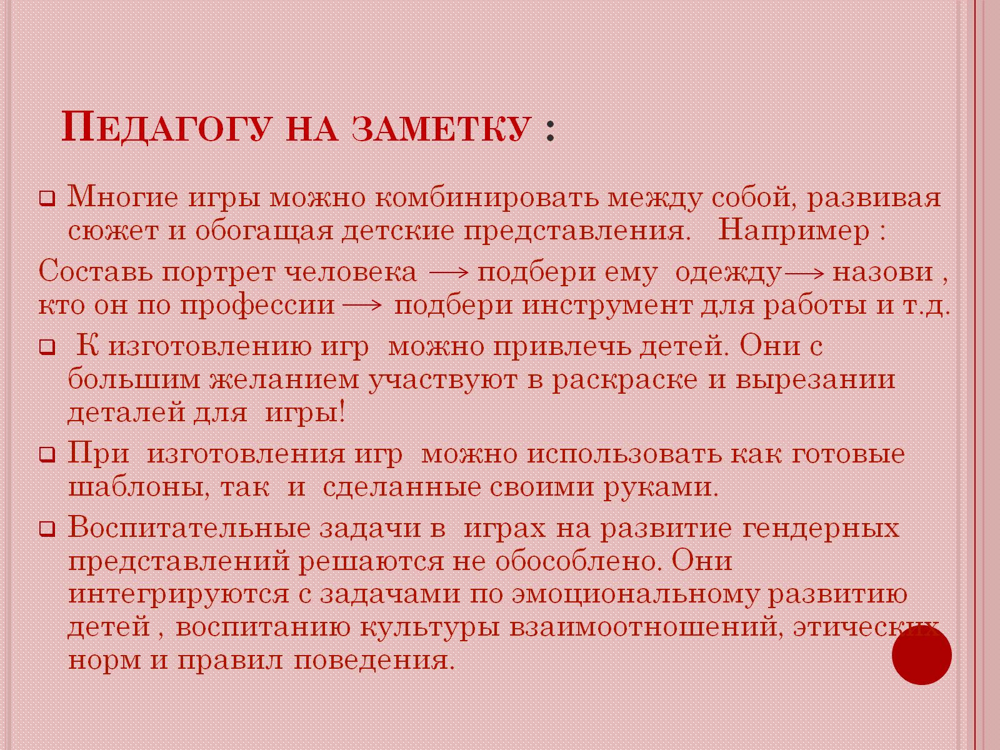 Педагогу на заметку :
Многие игры можно комбинировать между собой, развивая
сюжет и обогащая детские представления. Например :
Составь портрет человека → подбери ему одежду → назови ,
кто он по профессии → подбери инструмент для работы и т.д.
К изготовлению игр можно привлечь детей. Они с
большим желанием участвуют в раскраске и вырезании
деталей для игры!
При изготовления игр можно использовать как готовые
шаблоны, так и сделанные своими руками.
Воспитательные задачи в играх на развитие гендерных
представлений решаются не обособлено. Они
интегрируются с задачами по эмоциональному развитию
детей , воспитанию культуры взаимоотношений, этических
норм и правил поведения.